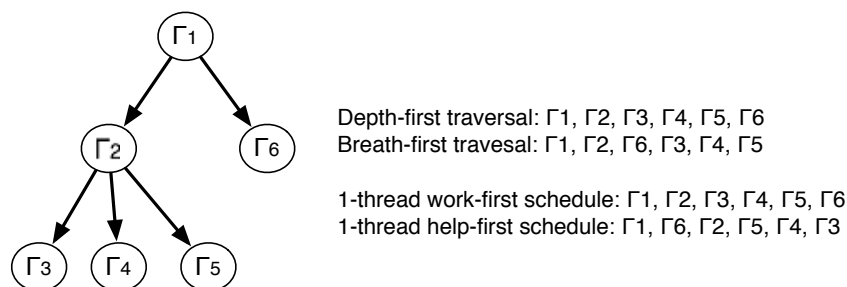 Γ1
Γ2
Γ6
Γ3
Γ4
Γ5
Depth-first traversal: Γ1, Γ2, Γ3, Γ4, Γ5, Γ6
Breath-first travesal: Γ1, Γ2, Γ6, Γ3, Γ4, Γ5
1-thread work-first schedule: Γ1, Γ2, Γ3, Γ4, Γ5, Γ6
1-thread help-first schedule: Γ1, Γ6, Γ2, Γ5, Γ4, Γ3